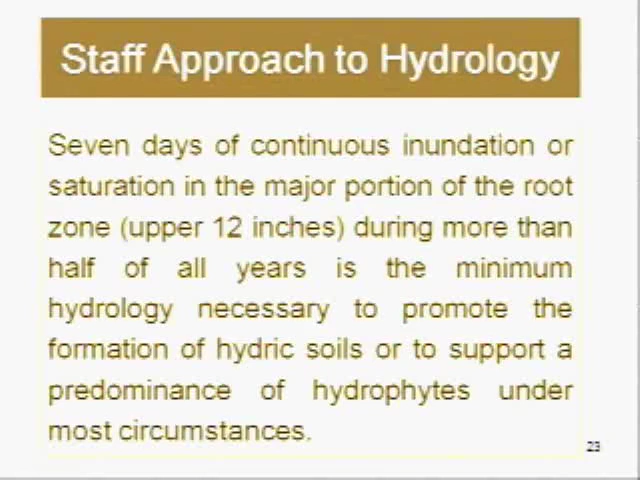 Staff Approach to Hydrology
Seven days of continuous inundation or
saturation in the major portion of the root
zone (upper 12 inches) during more than
half of all years is the minimum
hydrology necessary to promote the
formation of hydric soils or to support a
predominance of hydrophytes under
most circumstances.
23